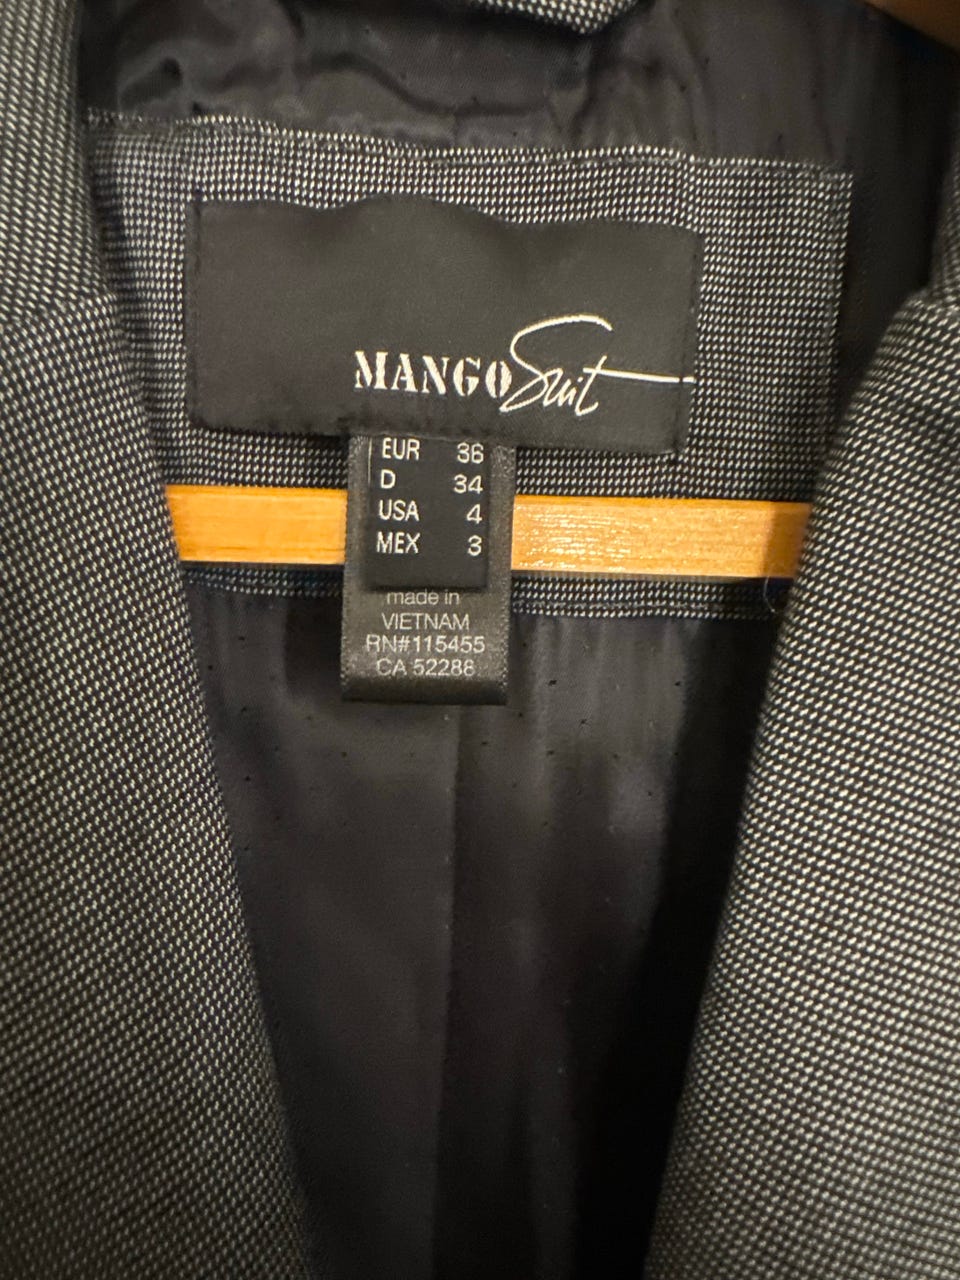 MANGO Suit
EUR 36
D 34
USA 4
MEX 3
made in
VIETNAM
RN#115455
CA 52288